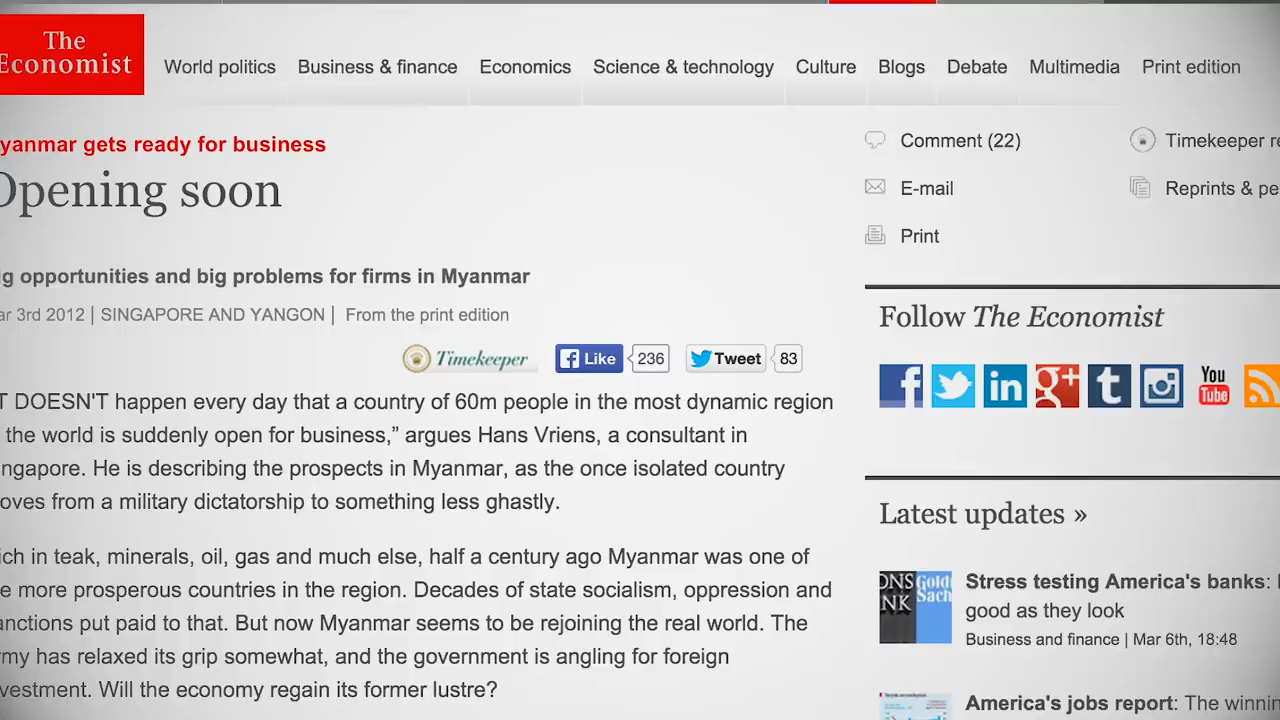 The
Economist
World politics
Business & finance
Economics
Science & technology
Culture
Blogs
Debate
Multimedia
Print edition
yanmar gets ready for business
Opening soon
ig opportunities and big problems for firms in Myanmar
ar 3rd 2012 | SINGAPORE AND YANGON | From the print edition
Timekeeper
Like
236
Tweet
83
T DOESN'T happen every day that a country of 60m people in the most dynamic region
the world is suddenly open for business,” argues Hans Vriens, a consultant in
ngapore. He is describing the prospects in Myanmar, as the once isolated country
oves from a military dictatorship to something less ghastly.
ich in teak, minerals, oil, gas and much else, half a century ago Myanmar was one of
e more prosperous countries in the region. Decades of state socialism, oppression and
anctions put paid to that. But now Myanmar seems to be rejoining the real world. The
rmy has relaxed its grip somewhat, and the government is angling for foreign
vestment. Will the economy regain its former lustre?
Comment (22)
Timekeeper re
E-mail
Reprints & pe
Print
Follow The Economist
You
Tube
Latest updates »
Stress testing America's banks:
good as they look
Business and finance | Mar 6th, 18:48
America's jobs report: The winnin